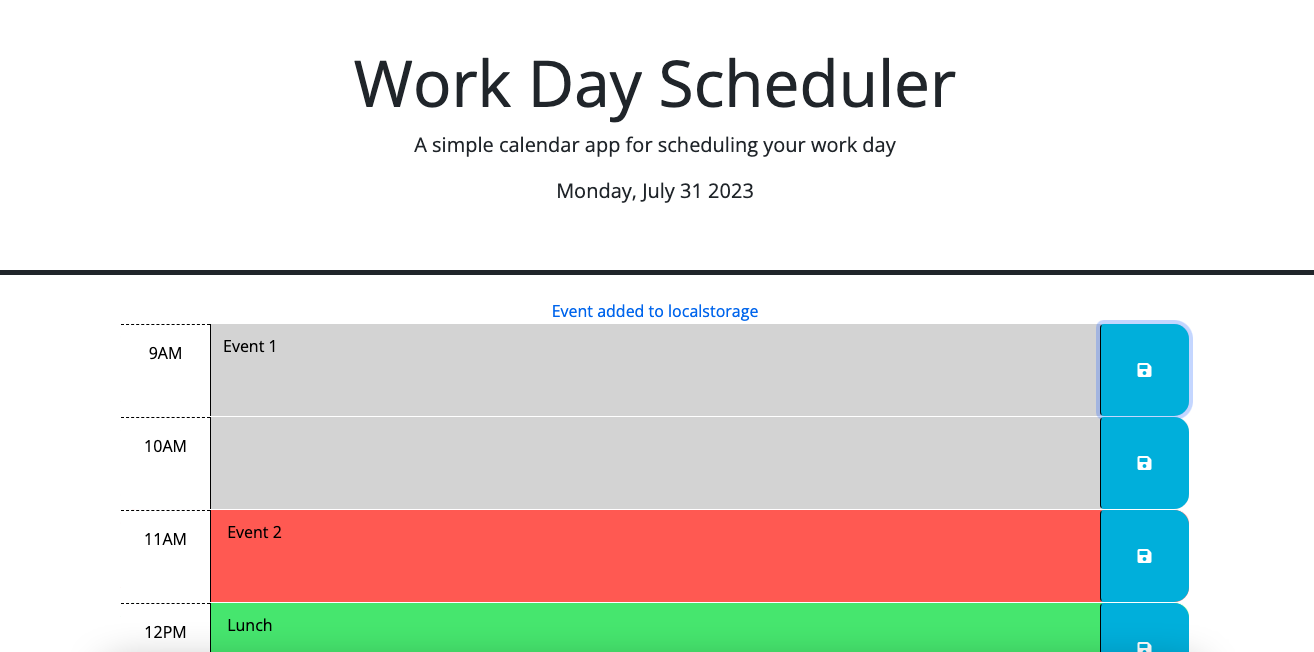 Work Day Scheduler
A simple calendar app for scheduling your work day
Monday, July 31 2023
Event added to localstorage
9AM
Event 1
10AM
11AM
Event 2
12PM
Lunch